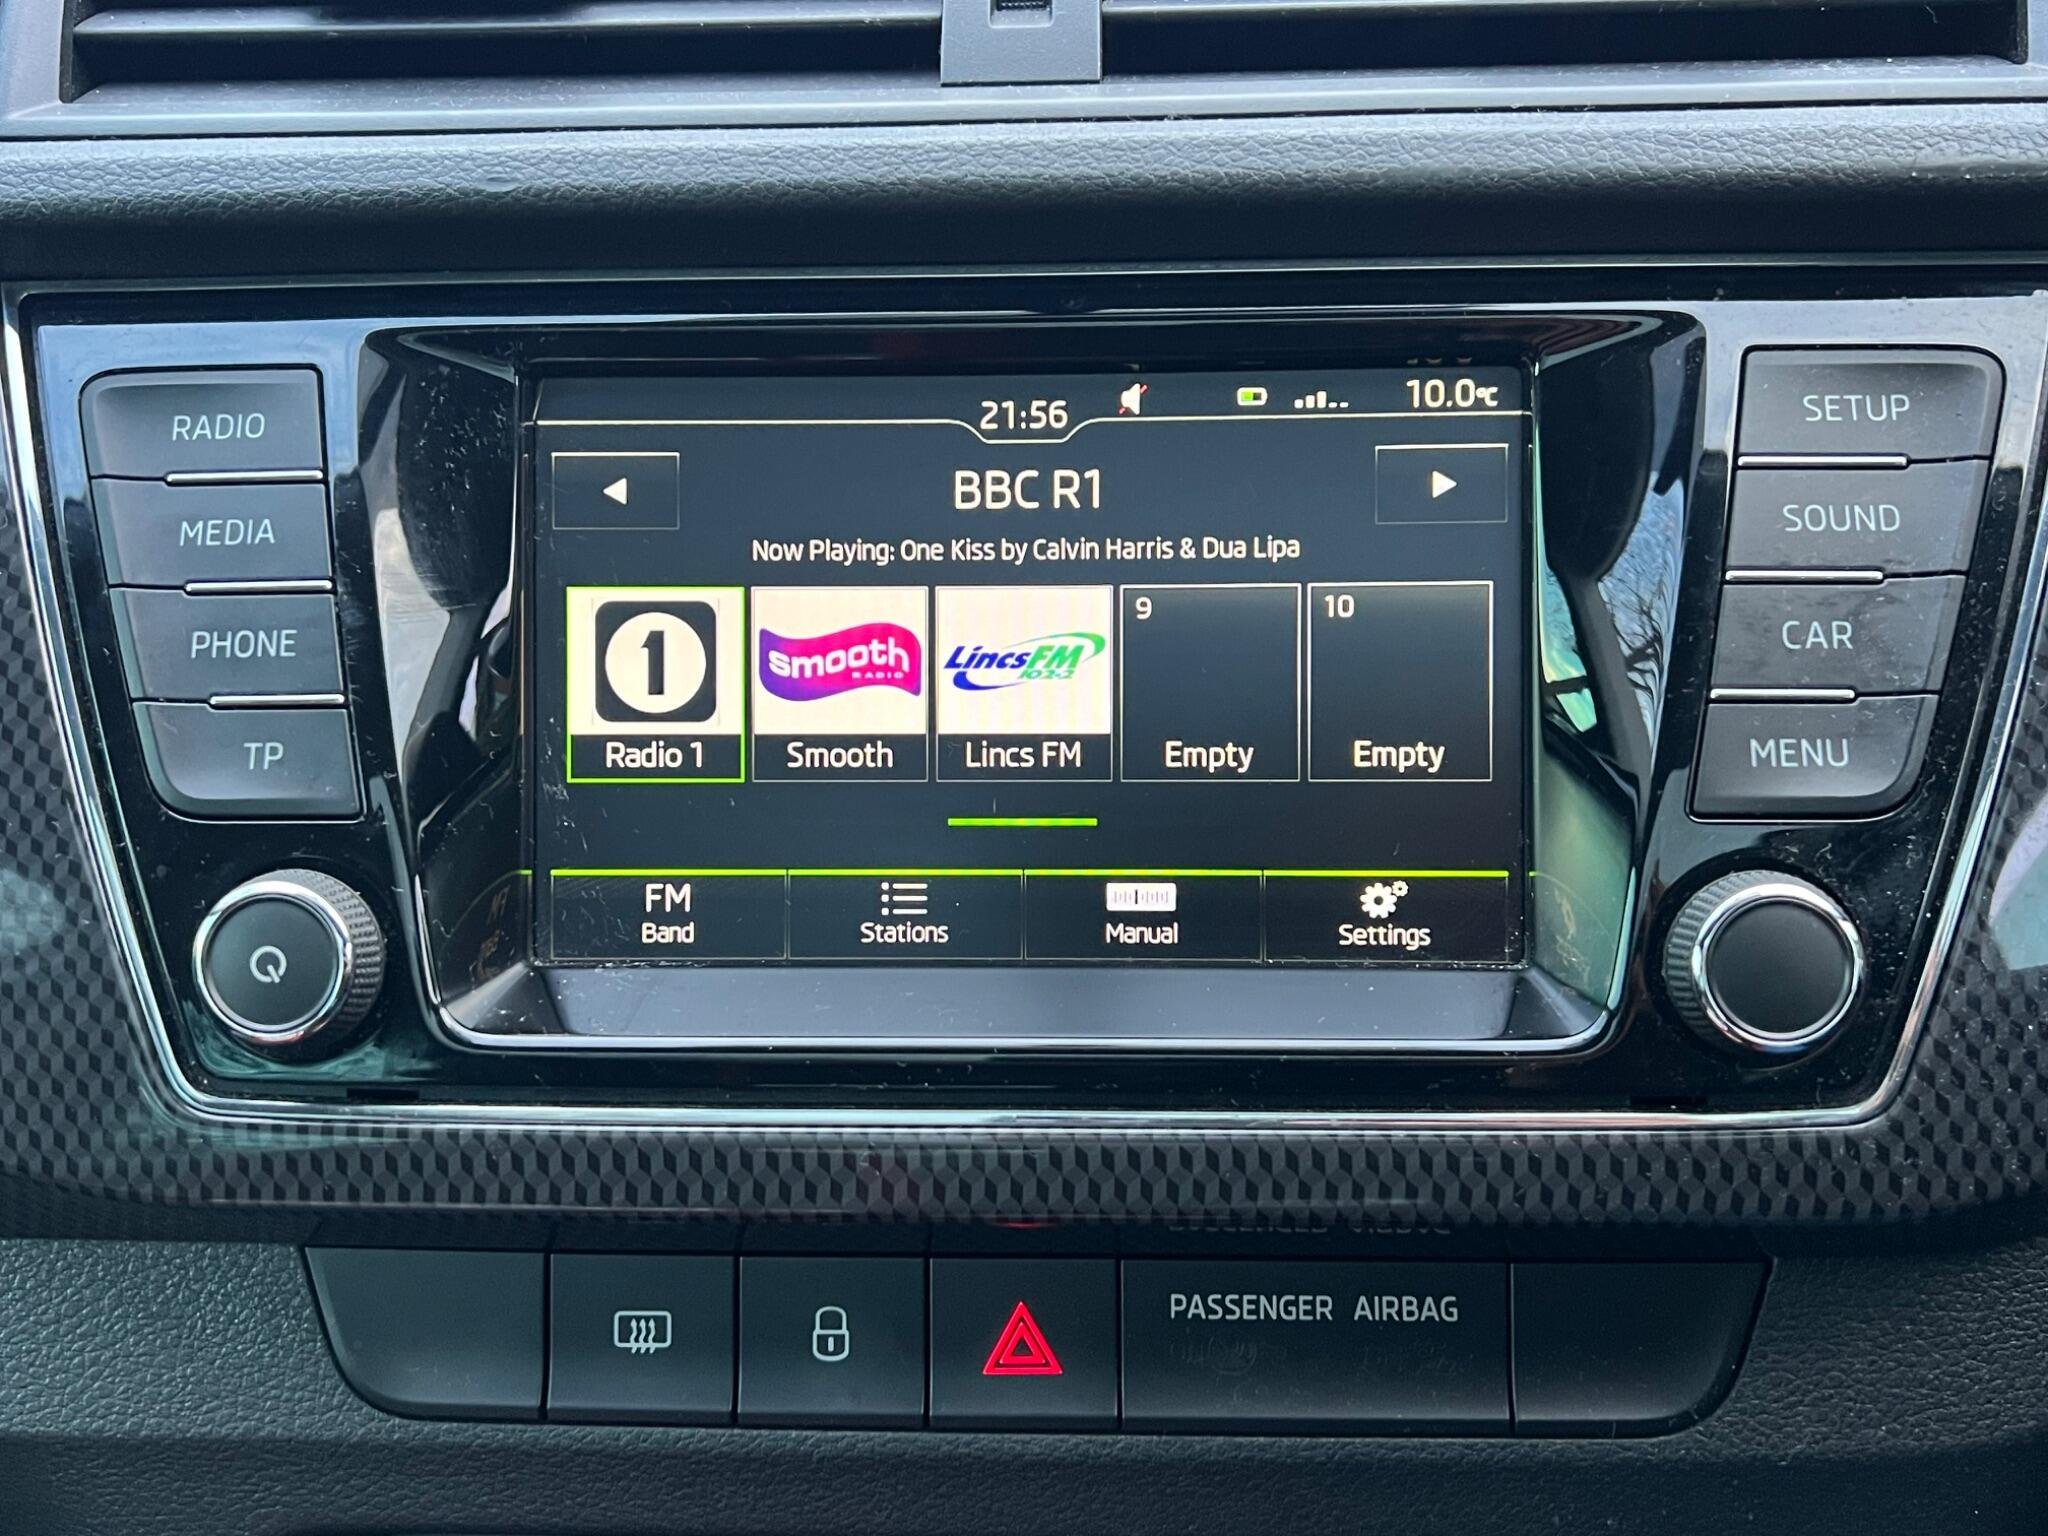 RADIO
MEDIA
PHONE
TP
21:56
10.0°C
BBC R1
Now Playing: One Kiss by Calvin Harris & Dua Lipa
1
smooth
RADIO
LincsFM
102·2
9
10
Radio 1
Smooth
Lincs FM
Empty
Empty
FM
Band
Stations
Manual
Settings
SETUP
SOUND
CAR
MENU
PASSENGER AIRBAG